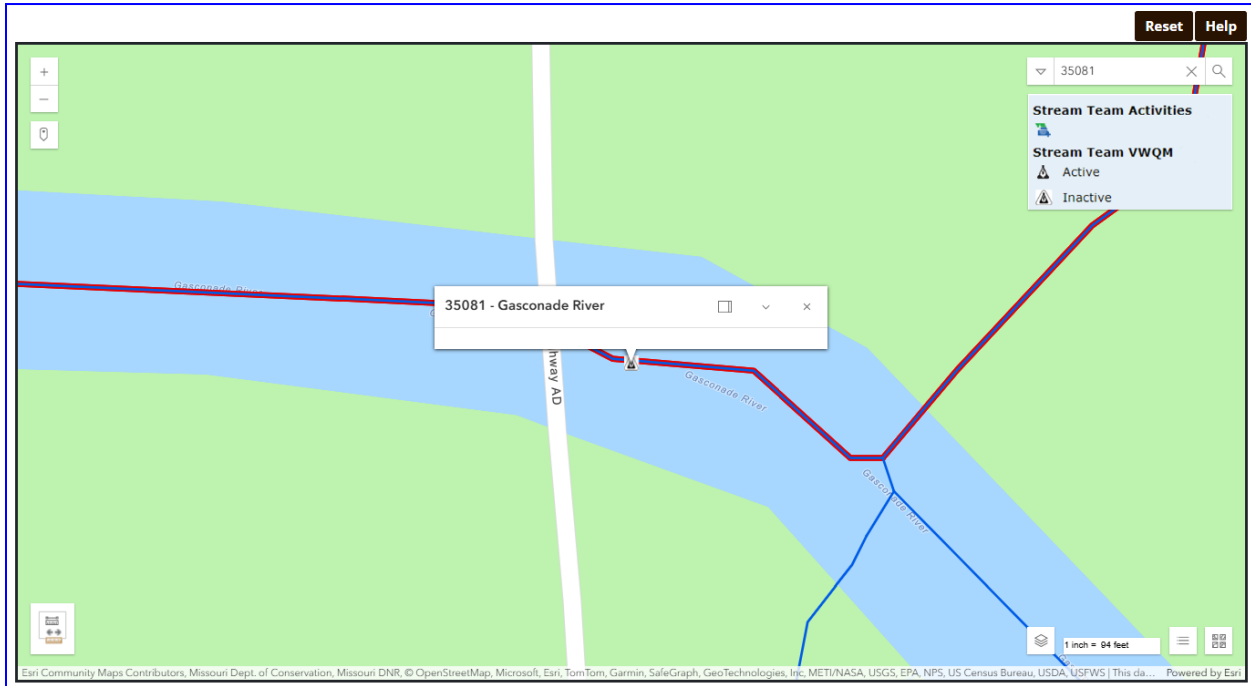 Reset Help
35081
Stream Team Activities
Stream Team VWQM
Active
Inactive
Gasconade River
35081 - Gasconade River
hway AD
Gasconade River
Gasconade River
1 inch = 94 feet
Esri Community Maps Contributors, Missouri Dept. of Conservation, Missouri DNR, © OpenStreetMap, Microsoft, Esri, TomTom, Garmin, SafeGraph, GeoTechnologies, Inc, METI/NASA, USGS, EPA, NPS, US Census Bureau, USDA, USFWS | This da... Powered by Esri